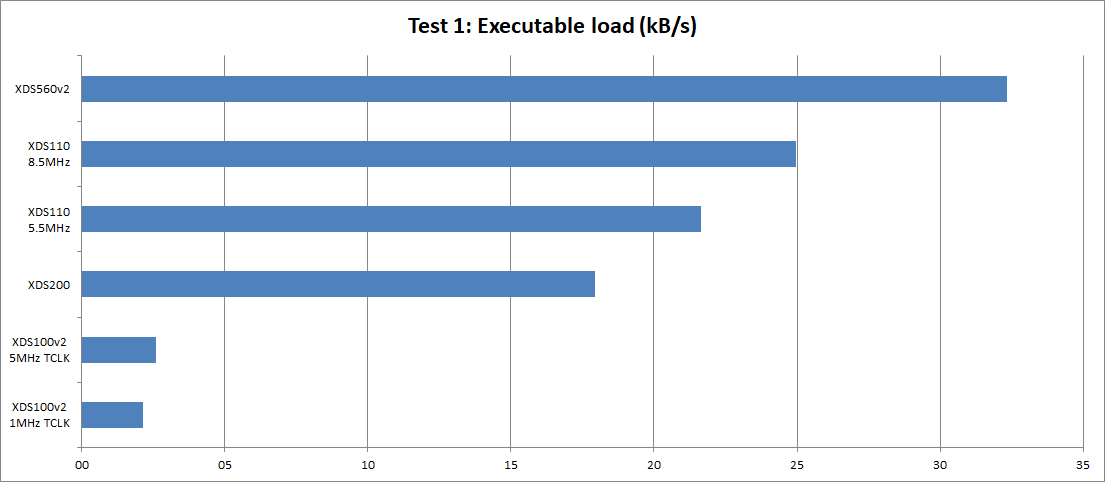 Test 1: Executable load (kB/s)
XDS560v2
XDS110
8.5MHz
XDS110
5.5MHz
XDS200
XDS100v2
5MHz TCLK
XDS100v2
1MHz TCLK
00 05 10 15 20 25 30 35